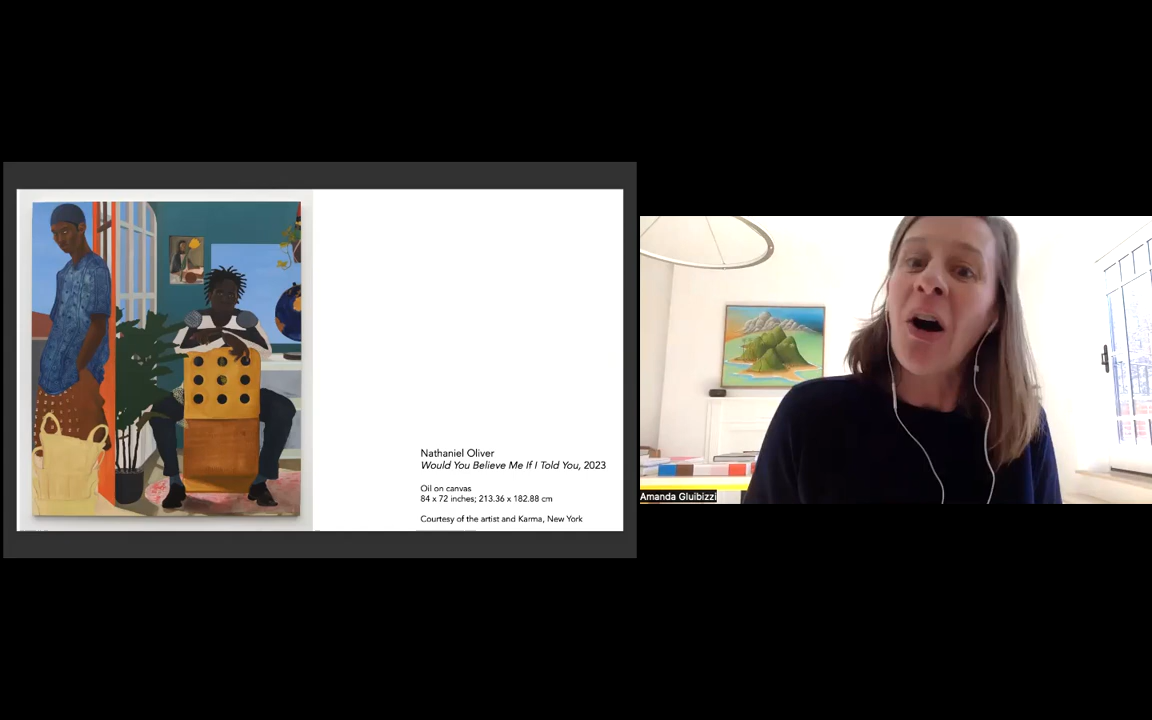 Nathaniel Oliver
Would You Believe Me If I Told You, 2023
Oil on canvas
84 x 72 inches; 213.36 x 182.88 cm
Courtesy of the artist and Karma, New York
Amanda Gluibizzi